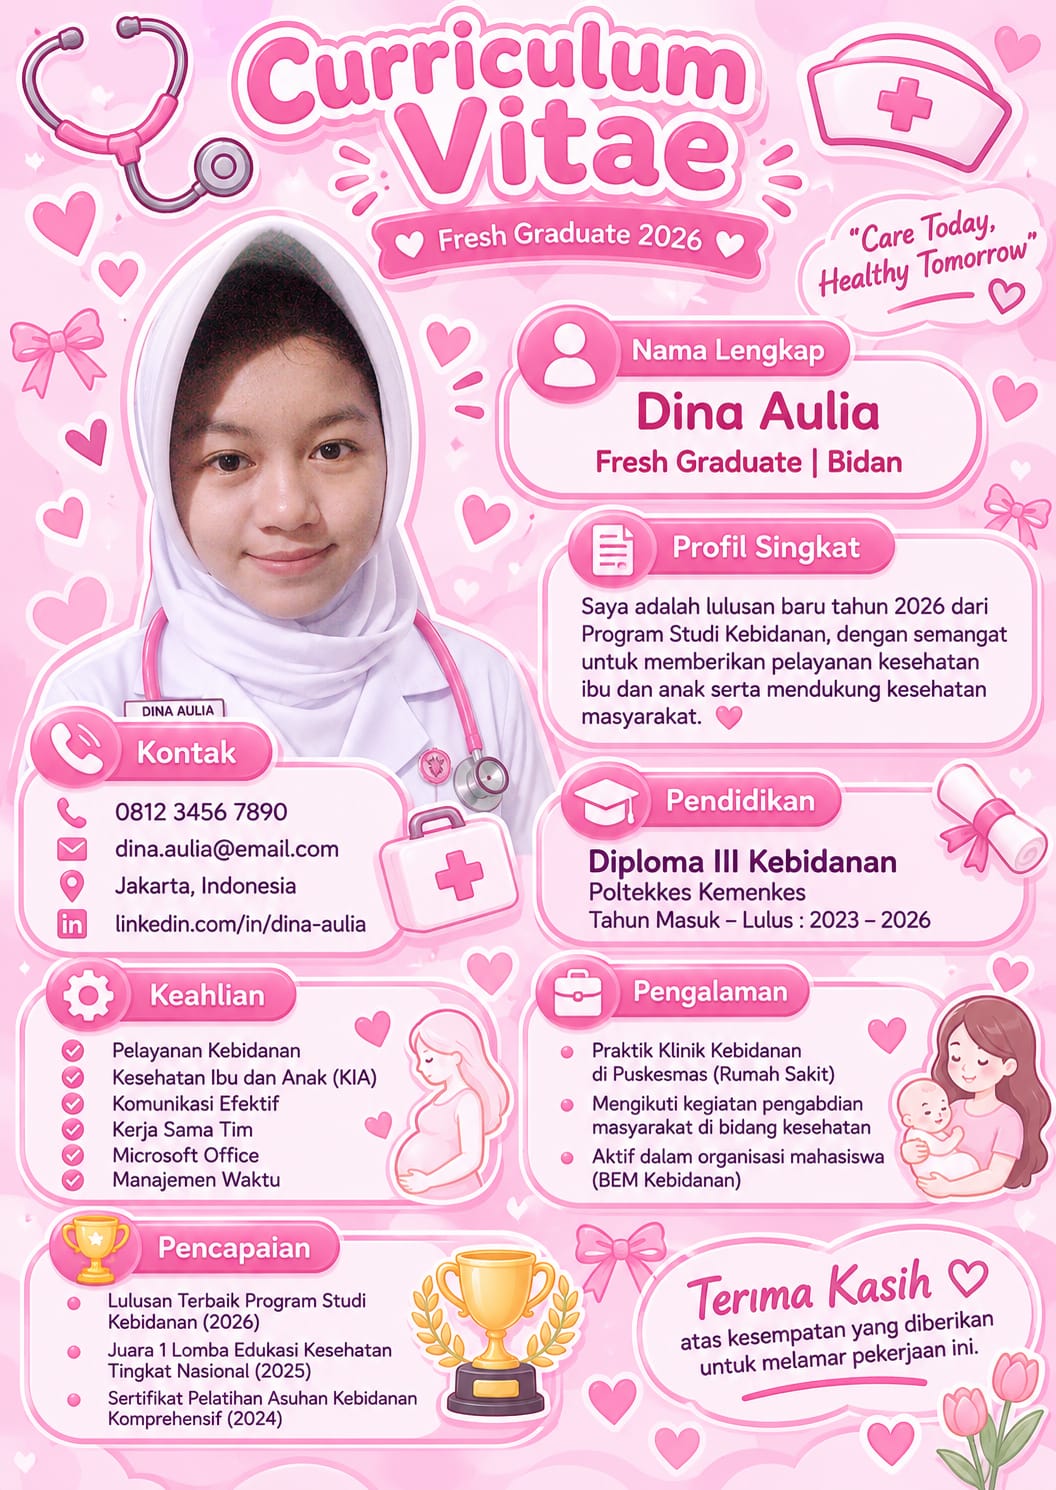 Curriculum
Vitae
Fresh Graduate 2026
"Care Today,
Healthy Tomorrow"
Nama Lengkap
Dina Aulia
Fresh Graduate | Bidan
Profil Singkat
Saya adalah lulusan baru tahun 2026 dari
Program Studi Kebidanan, dengan semangat
untuk memberikan pelayanan kesehatan
ibu dan anak serta mendukung kesehatan
masyarakat.
DINA AULIA
Kontak
0812 3456 7890
dina.aulia@email.com
Jakarta, Indonesia
in
linkedin.com/in/dina-aulia
Pendidikan
Diploma III Kebidanan
Poltekkes Kemenkes
Tahun Masuk – Lulus : 2023 – 2026
Keahlian
Pelayanan Kebidanan
Kesehatan Ibu dan Anak (KIA)
Komunikasi Efektif
Kerja Sama Tim
Microsoft Office
Manajemen Waktu
Pengalaman
Praktik Klinik Kebidanan
di Puskesmas (Rumah Sakit)
Mengikuti kegiatan pengabdian
masyarakat di bidang kesehatan
Aktif dalam organisasi mahasiswa
(BEM Kebidanan)
Pencapaian
Lulusan Terbaik Program Studi
Kebidanan (2026)
Juara 1 Lomba Edukasi Kesehatan
Tingkat Nasional (2025)
Sertifikat Pelatihan Asuhan Kebidanan
Komprehensif (2024)
Terima Kasih
atas kesempatan yang diberikan
untuk melamar pekerjaan ini.